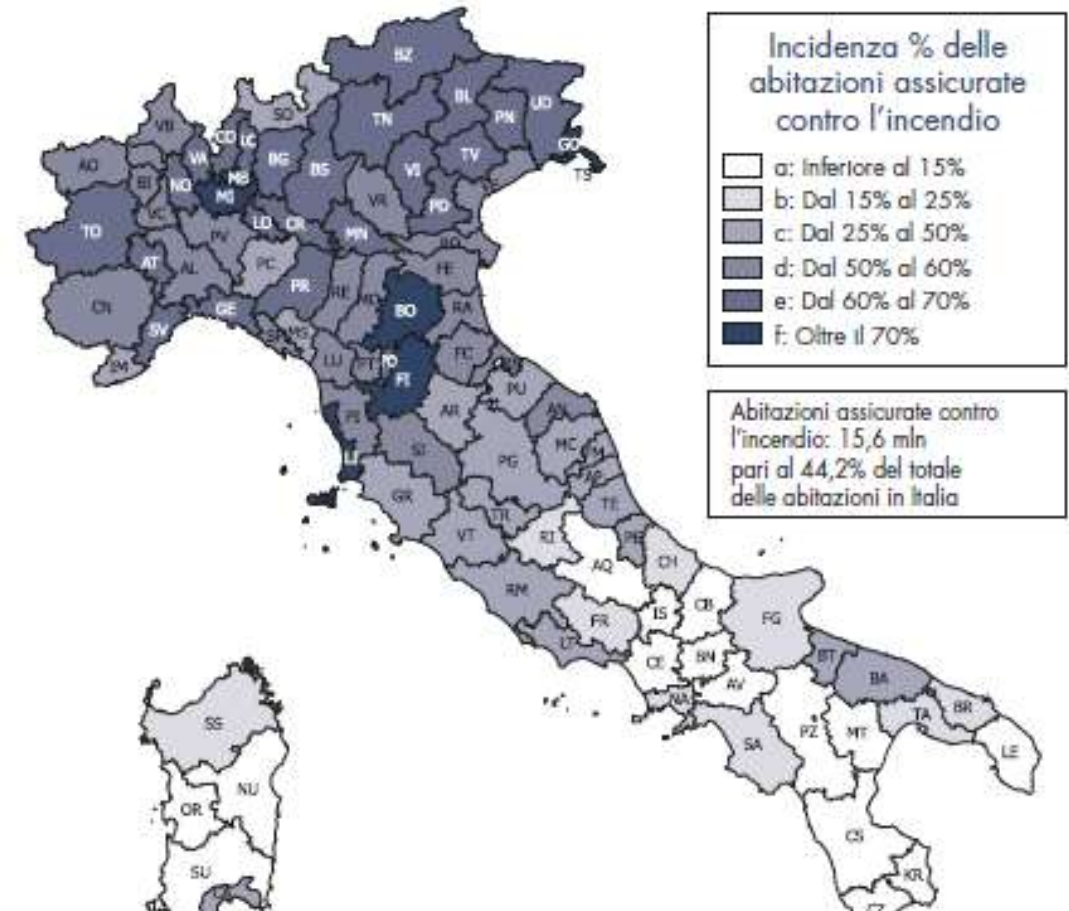 Incidenza % delle
abitazioni assicurate
contro l'incendio
a: Inferiore al 15%
b: Dal 15% al 25%
c: Dal 25% al 50%
d: Dal 50% al 60%
e: Dal 60% al 70%
f: Oltre il 70%
Abitazioni assicurate contro
l'incendio: 15,6 mln
pari al 44,2% del totale
delle abitazioni in Italia
BZ
BL
UD
SO
TN
PN
VB
CO
LC
GO
AO
VA
BG
BS
VI
TV
TS
BI
NO
MB
MI
VR
PD
VC
TO
LO
CR
MN
PV
RO
AT
AL
PC
FE
CN
GE
PR
RE
MO
BO
RA
SV
MS
IM
LU
PT
FC
FI
PU
PI
AR
AN
SI
MC
FM
PG
AP
GR
TE
TR
VT
RI
PE
AQ
CH
RM
IS
CB
FR
FG
LT
CE
BN
BT
AV
BA
NA
TA
BR
SS
SA
PZ
MT
LE
NU
OR
CS
SU
KR